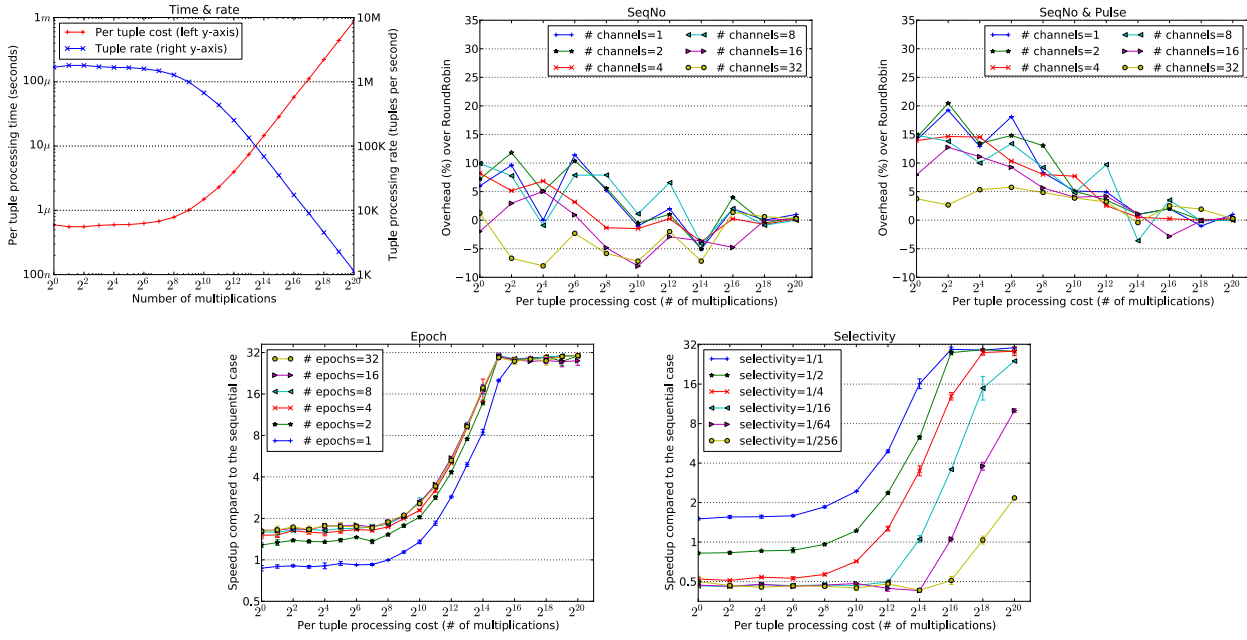 Time & rate
Per tuple cost (left y-axis)
Tuple rate (right y-axis)
1m
100μ
10μ
1μ
100n
10M
1M
100K
10K
1K
Per tuple processing time (seconds)
Tuple processing rate (tuples per second)
2^0 2^2 2^4 2^6 2^8 2^10 2^12 2^14 2^16 2^18 2^20
Number of multiplications
SeqNo
# channels=1
# channels=2
# channels=4
# channels=8
# channels=16
# channels=32
35
30
25
20
15
10
5
0
−5
−10
Overhead (%) over RoundRobin
2^0 2^2 2^4 2^6 2^8 2^10 2^12 2^14 2^16 2^18 2^20
Per tuple processing cost (# of multiplications)
SeqNo & Pulse
# channels=1
# channels=2
# channels=4
# channels=8
# channels=16
# channels=32
35
30
25
20
15
10
5
0
−5
−10
Overhead (%) over RoundRobin
2^0 2^2 2^4 2^6 2^8 2^10 2^12 2^14 2^16 2^18 2^20
Per tuple processing cost (# of multiplications)
Epoch
# epochs=32
# epochs=16
# epochs=8
# epochs=4
# epochs=2
# epochs=1
32
16
8
4
2
1
0.5
Speedup compared to the sequential case
2^0 2^2 2^4 2^6 2^8 2^10 2^12 2^14 2^16 2^18 2^20
Per tuple processing cost (# of multiplications)
Selectivity
selectivity=1/1
selectivity=1/2
selectivity=1/4
selectivity=1/16
selectivity=1/64
selectivity=1/256
32
16
8
4
2
1
0.5
Speedup compared to the sequential case
2^0 2^2 2^4 2^6 2^8 2^10 2^12 2^14 2^16 2^18 2^20
Per tuple processing cost (# of multiplications)